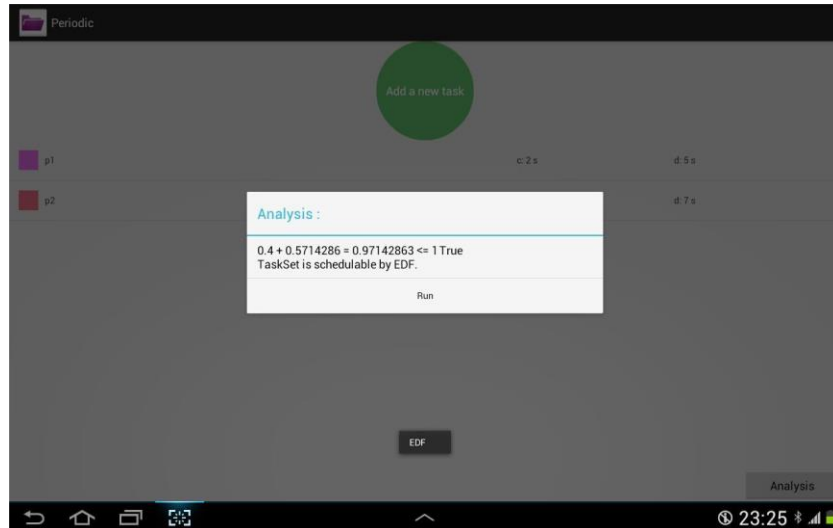 Periodic
Add a new task
p1 c: 2 s d: 5 s
p2 d: 7 s
Analysis :
0.4 + 0.5714286 = 0.97142863 <= 1 True
TaskSet is schedulable by EDF.
Run
EDF
Analysis
23:25